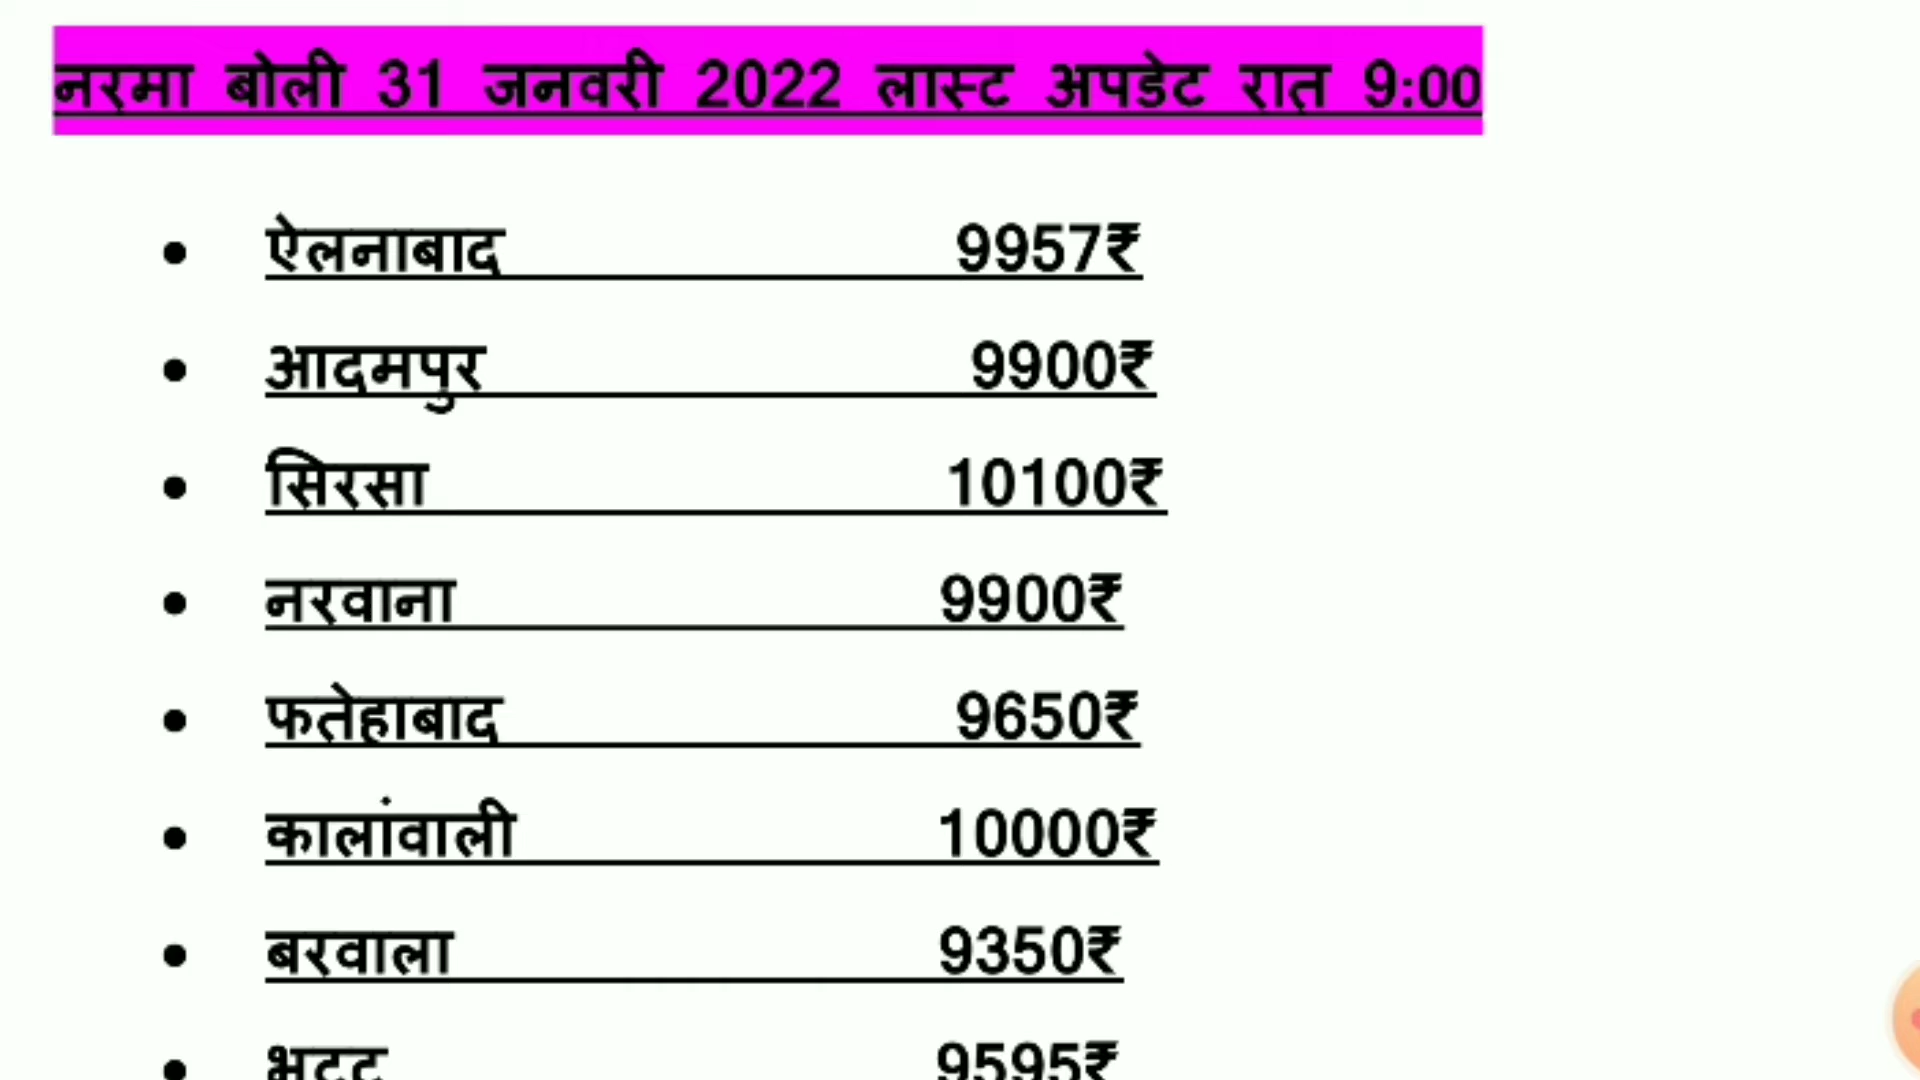 नरमा बोली 31 जनवरी 2022 लास्ट अपडेट रात 9:00
• ऐलनाबाद 9957₹
• आदमपुर 9900₹
• सिरसा 10100₹
• नरवाना 9900₹
• फतेहाबाद 9650₹
• कालांवाली 10000₹
• बरवाला 9350₹
• 9595₹